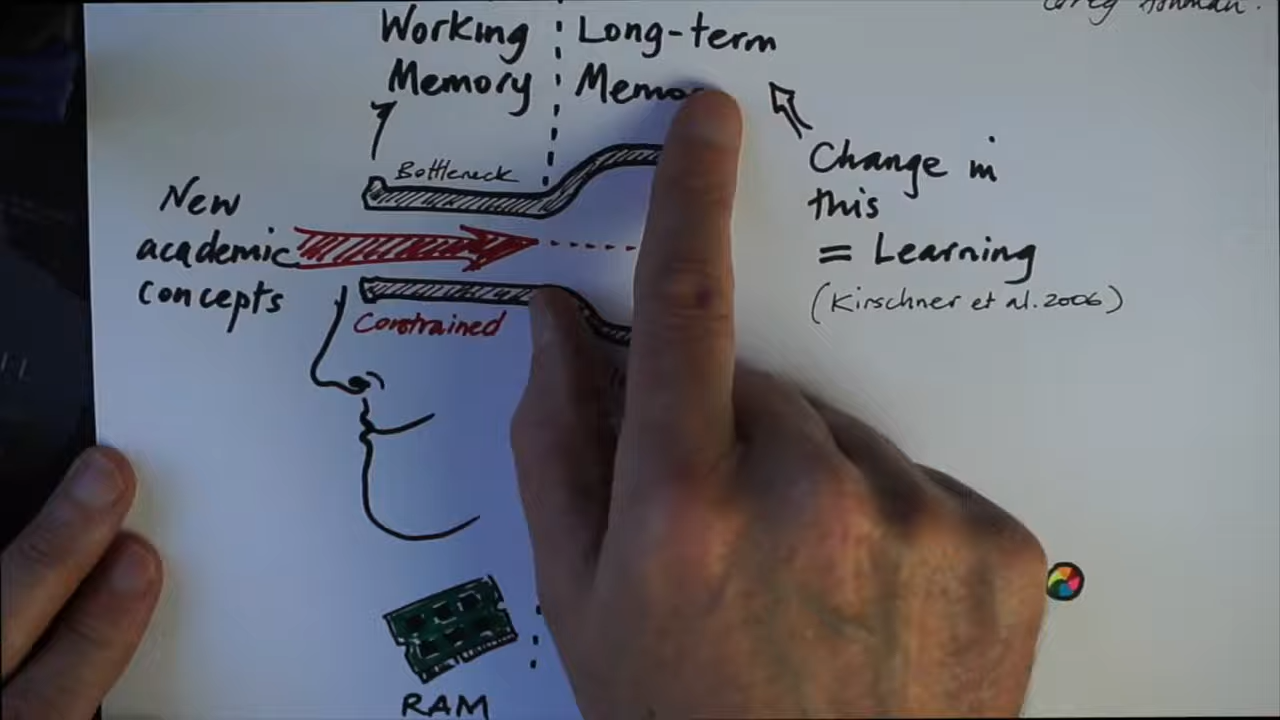 Working
Memory
Long-term
Bottleneck
New
academic
concepts
Constrained
Change in
this
= Learning
(Kirschner et al. 2006)
RAM